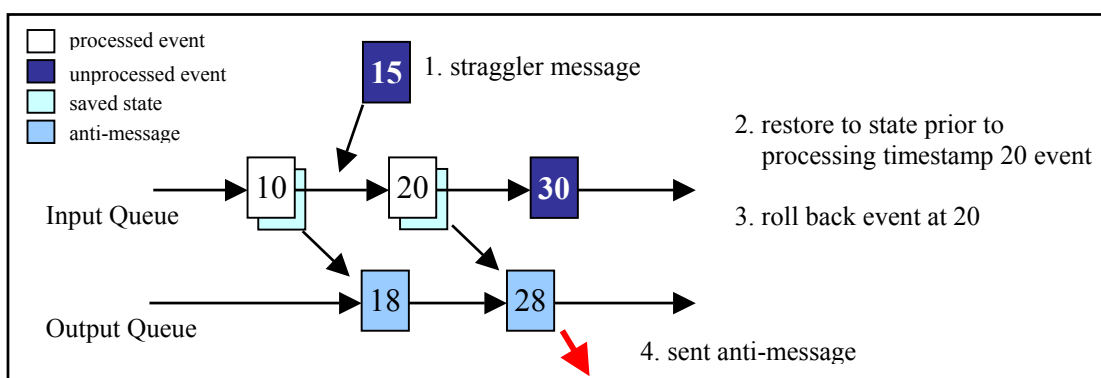 processed event
unprocessed event
saved state
anti-message
15
1. straggler message
2. restore to state prior to
processing timestamp 20 event
10
20
30
Input Queue
3. roll back event at 20
18
28
Output Queue
4. sent anti-message